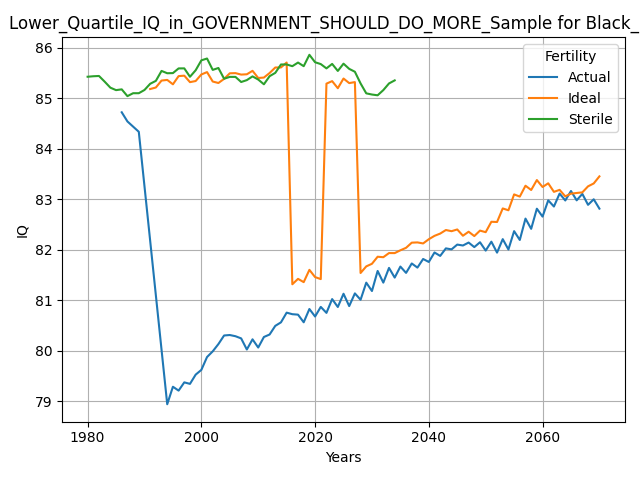 Lower_Quartile_IQ_in_GOVERNMENT_SHOULD_DO_MORE_Sample for Black_
Fertility
Actual
Ideal
Sterile
86
85
84
83
82
81
80
79
IQ
1980
2000
2020
2040
2060
Years